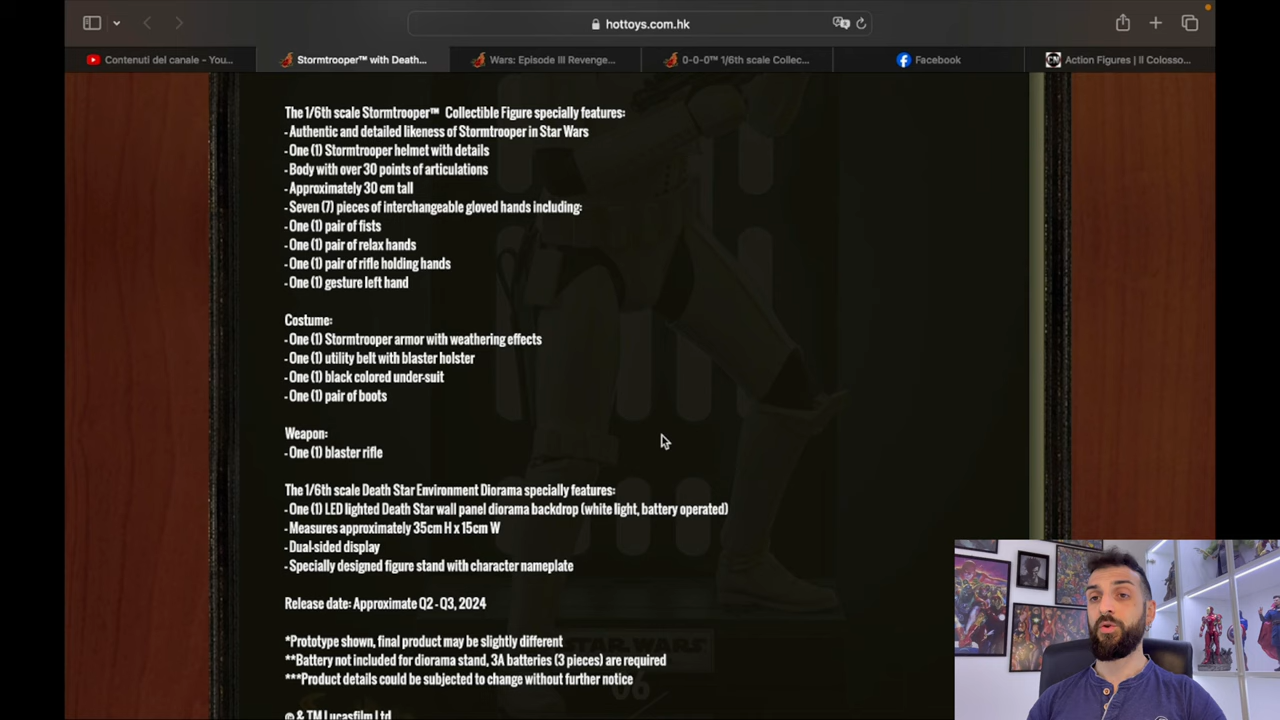 hottoys.com.hk
Contenuti del canale - You...
Stormtrooper™ with Death...
Wars: Episode III Revenge...
0-0-0™ 1/6th scale Collec...
Facebook
CN Action Figures | Il Colosso...
The 1/6th scale Stormtrooper™ Collectible Figure specially features:
- Authentic and detailed likeness of Stormtrooper in Star Wars
- One (1) Stormtrooper helmet with details
- Body with over 30 points of articulations
- Approximately 30 cm tall
- Seven (7) pieces of interchangeable gloved hands including:
- One (1) pair of fists
- One (1) pair of relax hands
- One (1) pair of rifle holding hands
- One (1) gesture left hand
Costume:
- One (1) Stormtrooper armor with weathering effects
- One (1) utility belt with blaster holster
- One (1) black colored under-suit
- One (1) pair of boots
Weapon:
- One (1) blaster rifle
The 1/6th scale Death Star Environment Diorama specially features:
- One (1) LED lighted Death Star wall panel diorama backdrop (white light, battery operated)
- Measures approximately 35cm H x 15cm W
- Dual-sided display
- Specially designed figure stand with character nameplate
Release date: Approximate Q2 - Q3, 2024
*Prototype shown, final product may be slightly different
**Battery not included for diorama stand, 3A batteries (3 pieces) are required
***Product details could be subjected to change without further notice
© & TM Lucasfilm Ltd.
STAR WARS
06